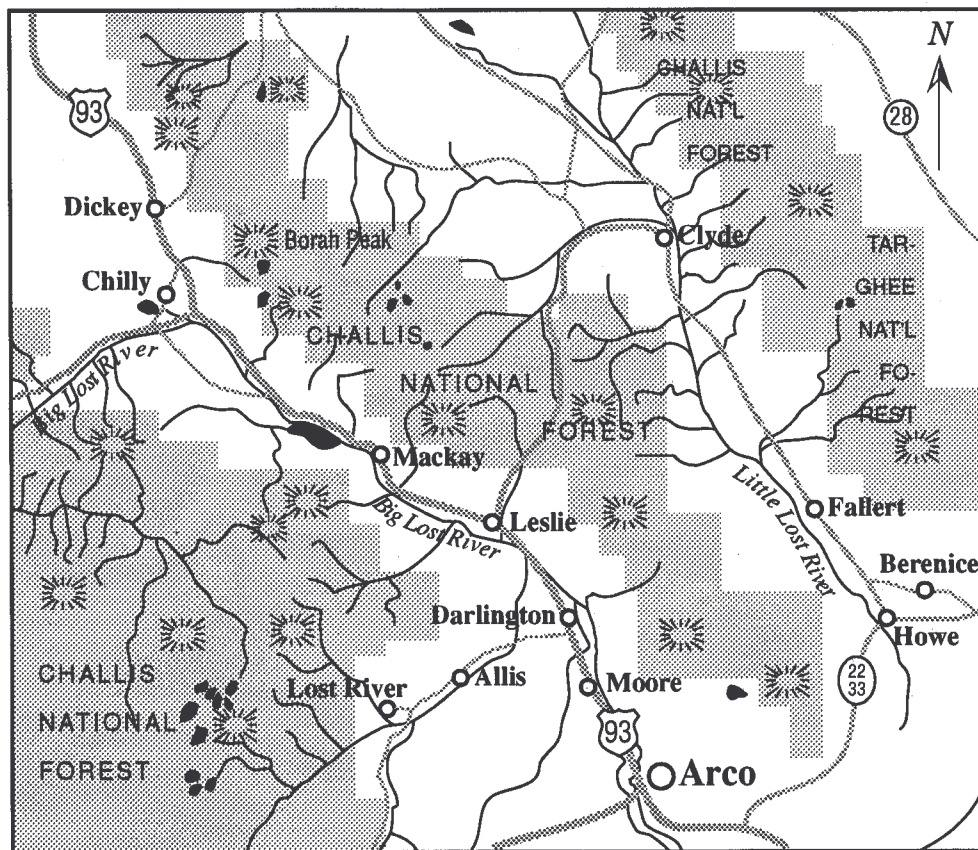 N
CHALLIS
NAT'L
FOREST
93
28
Dickey
Borah Peak
Clyde
TAR-
GHEE
NAT'L
FO-
REST
Chilly
CHALLIS
NATIONAL
FOREST
Big Lost River
Mackay
Big Lost River
Leslie
Little Lost River
Fallert
Berenice
Howe
Darlington
CHALLIS
NATIONAL
FOREST
Lost River
Allis
Moore
22
33
93
Arco